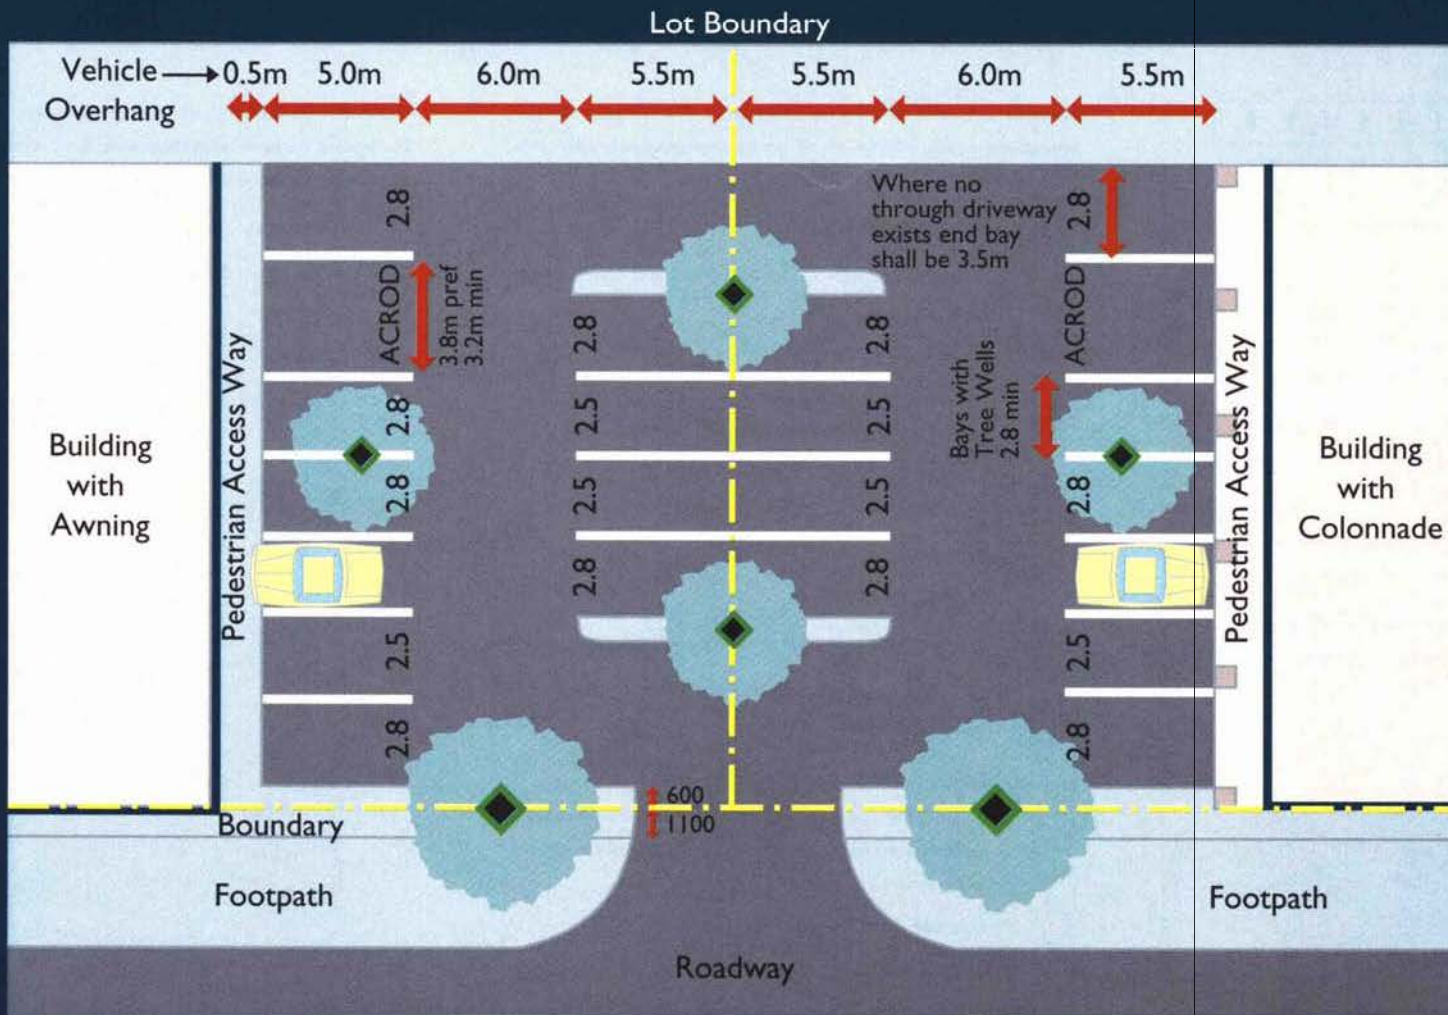 Lot Boundary
Vehicle
Overhang
0.5m 5.0m 6.0m 5.5m 5.5m 6.0m 5.5m
2.8
ACROD
3.8m pref
3.2m min
2.8
2.8
2.5
2.8
Pedestrian Access Way
Building
with
Awning
2.8
2.5
2.5
2.8
2.8
2.5
2.5
2.8
Where no
through driveway
exists end bay
shall be 3.5m
2.8
ACROD
Bays with
Tree Wells
2.8 min
2.8
2.5
2.8
Pedestrian Access Way
Building
with
Colonnade
600
1100
Boundary
Footpath
Footpath
Roadway